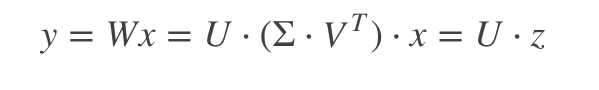 y = Wx = U · (Σ · V^T) · x = U · z